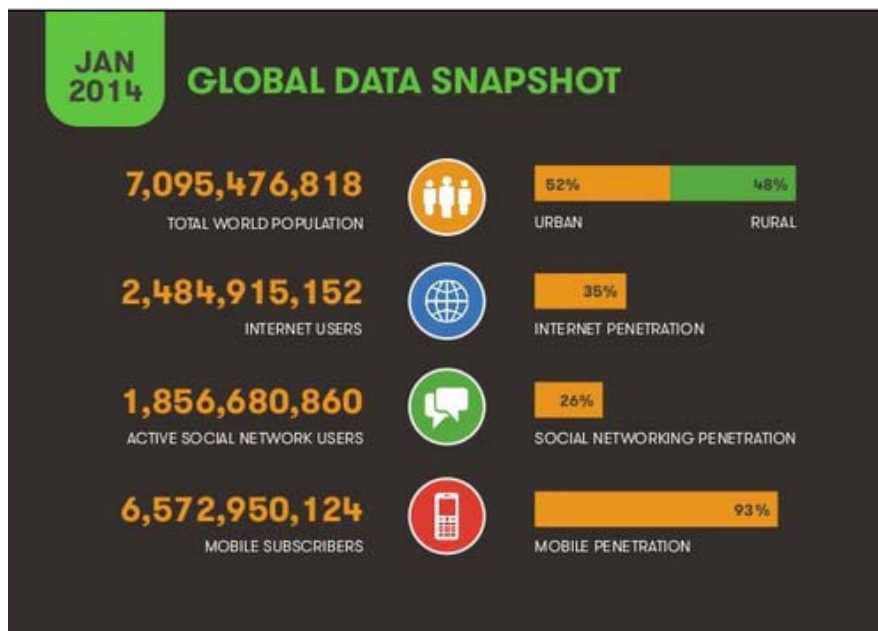 JAN
2014
GLOBAL DATA SNAPSHOT
7,095,476,818
TOTAL WORLD POPULATION
52%
48%
URBAN
RURAL
2,484,915,152
INTERNET USERS
35%
INTERNET PENETRATION
1,856,680,860
ACTIVE SOCIAL NETWORK USERS
26%
SOCIAL NETWORKING PENETRATION
6,572,950,124
MOBILE SUBSCRIBERS
93%
MOBILE PENETRATION